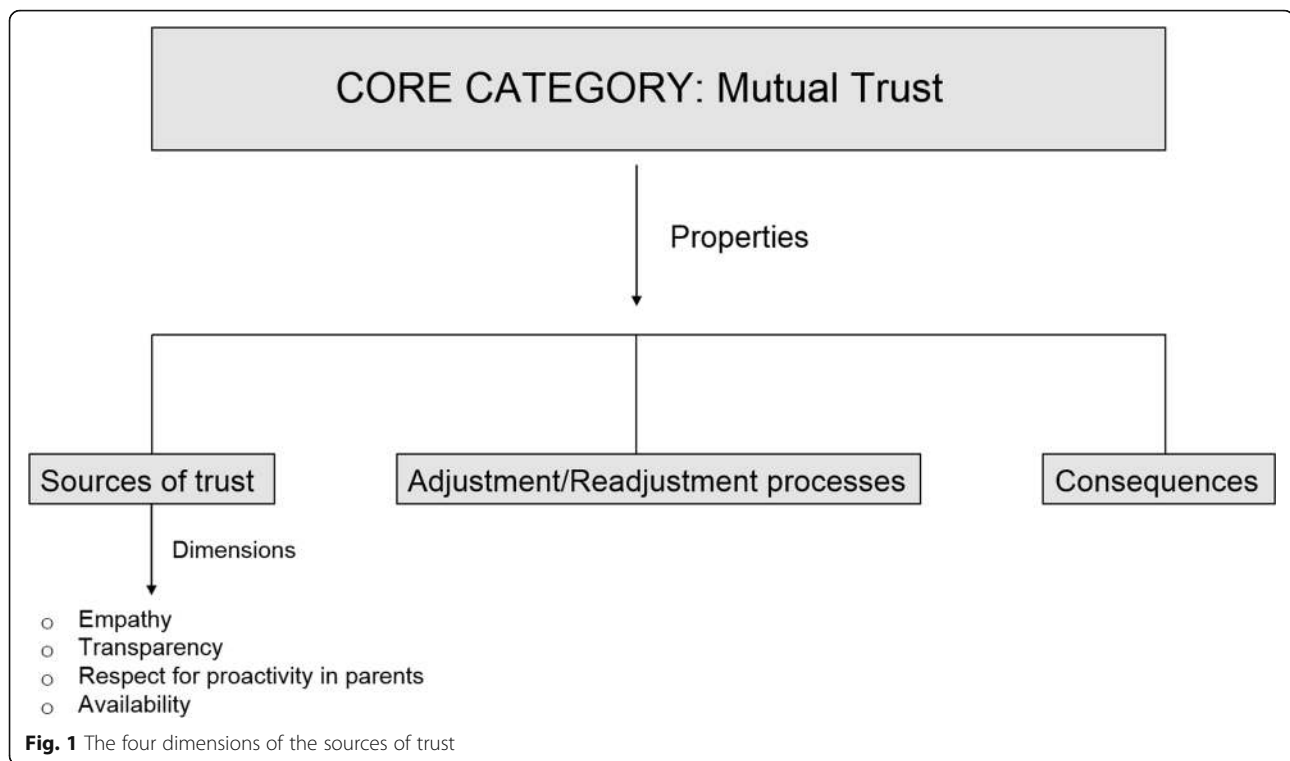 CORE CATEGORY: Mutual Trust
Properties
Sources of trust
Adjustment/Readjustment processes
Consequences
Dimensions
o Empathy
o Transparency
o Respect for proactivity in parents
o Availability
Fig. 1 The four dimensions of the sources of trust